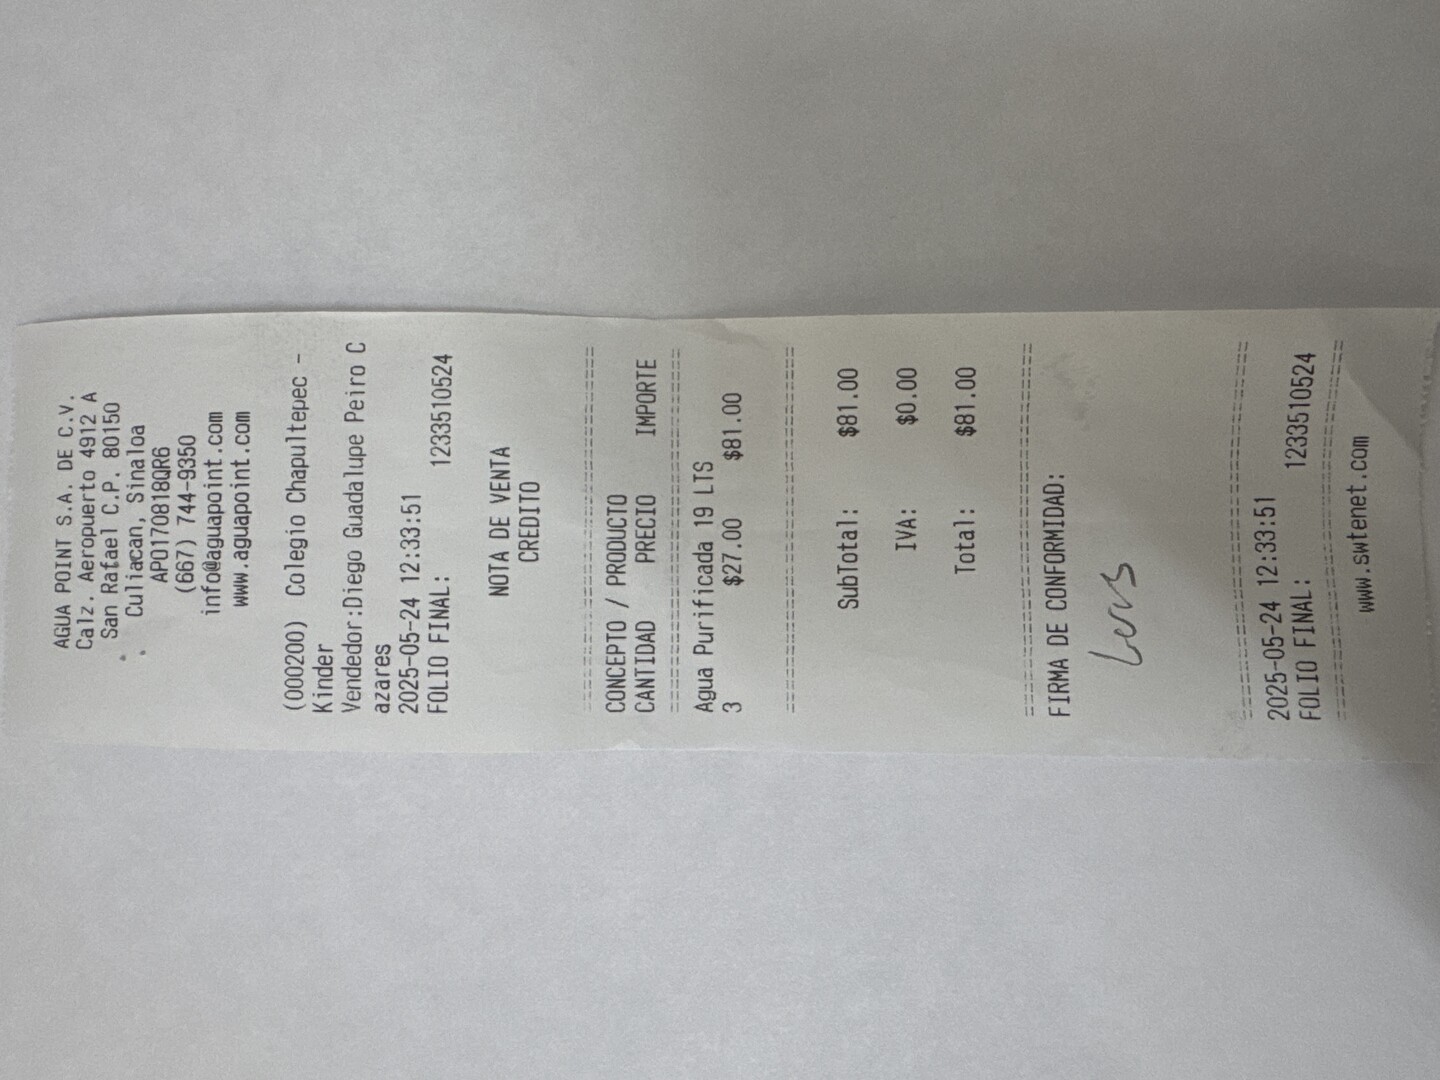 AGUA POINT S.A. DE C.V.
Calz. Aeropuerto 4912 A
San Rafael C.P. 80150
Culiacan, Sinaloa
APO170818QR6
(667) 744-9350
info@aguapoint.com
www.aguapoint.com
(000200) Colegio Chapultepec -
Kinder
Vendedor:Diego Guadalupe Peiro C
azares
2025-05-24 12:33:51
FOLIO FINAL: 1233510524
NOTA DE VENTA
CREDITO
================================
CONCEPTO / PRODUCTO
CANTIDAD PRECIO IMPORTE
================================
Agua Purificada 19 LTS
3 $27.00 $81.00
================================
SubTotal: $81.00
IVA: $0.00
Total: $81.00
================================
FIRMA DE CONFORMIDAD:
================================
2025-05-24 12:33:51
FOLIO FINAL: 1233510524
================================
www.swtenet.com